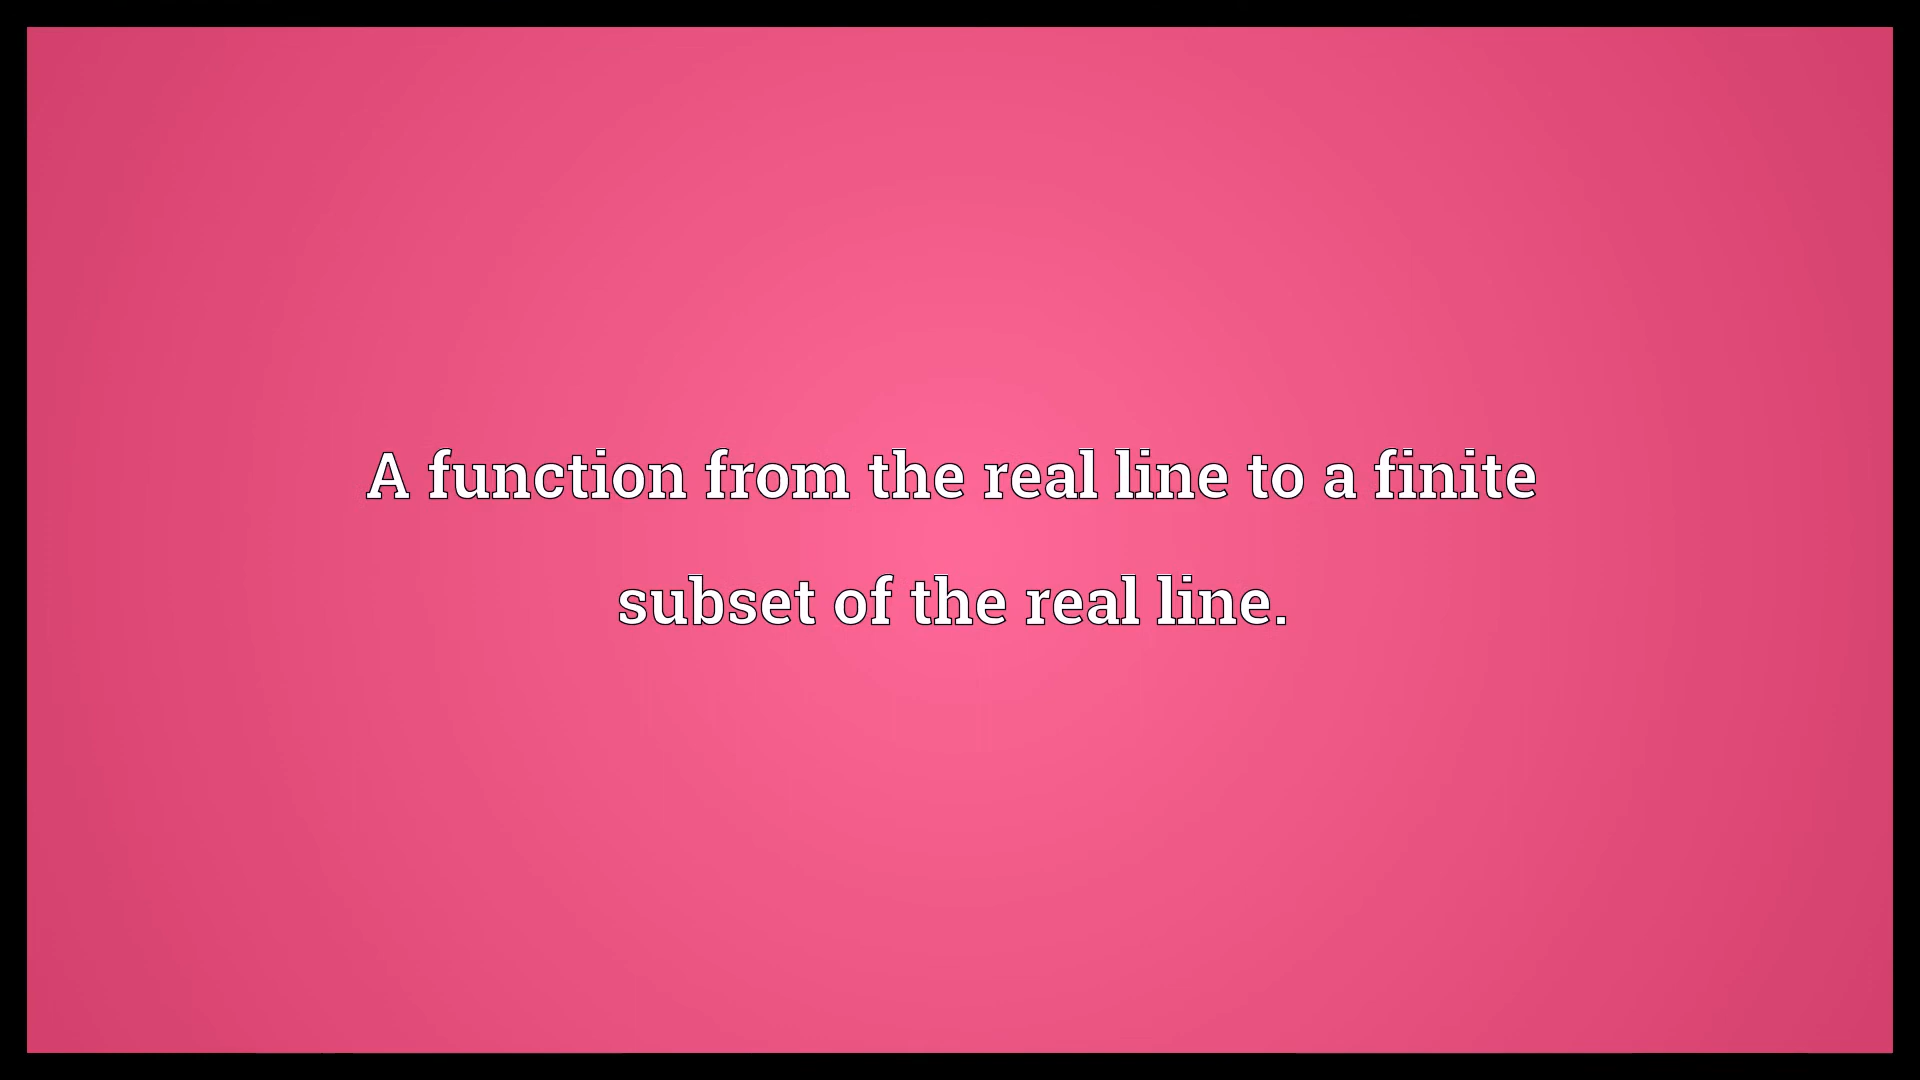 A function from the real line to a finite
subset of the real line.